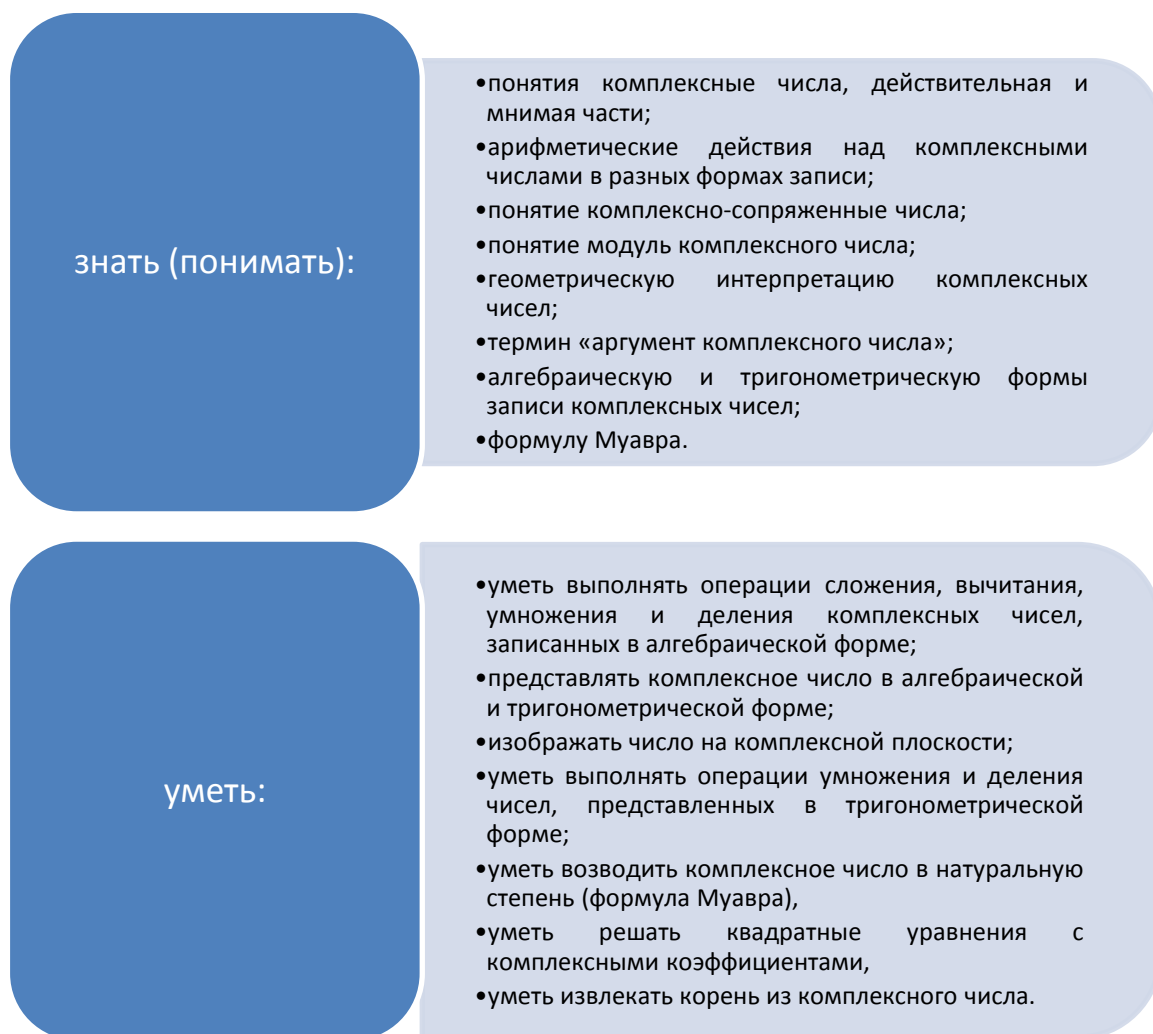 знать (понимать):
•понятия комплексные числа, действительная и
мнимая части;
•арифметические действия над комплексными
числами в разных формах записи;
•понятие комплексно-сопряженные числа;
•понятие модуль комплексного числа;
•геометрическую интерпретацию комплексных
чисел;
•термин «аргумент комплексного числа»;
•алгебраическую и тригонометрическую формы
записи комплексных чисел;
•формулу Муавра.
уметь:
•уметь выполнять операции сложения, вычитания,
умножения и деления комплексных чисел,
записанных в алгебраической форме;
•представлять комплексное число в алгебраической
и тригонометрической форме;
•изображать число на комплексной плоскости;
•уметь выполнять операции умножения и деления
чисел, представленных в тригонометрической
форме;
•уметь возводить комплексное число в натуральную
степень (формула Муавра),
•уметь решать квадратные уравнения с
комплексными коэффициентами,
•уметь извлекать корень из комплексного числа.